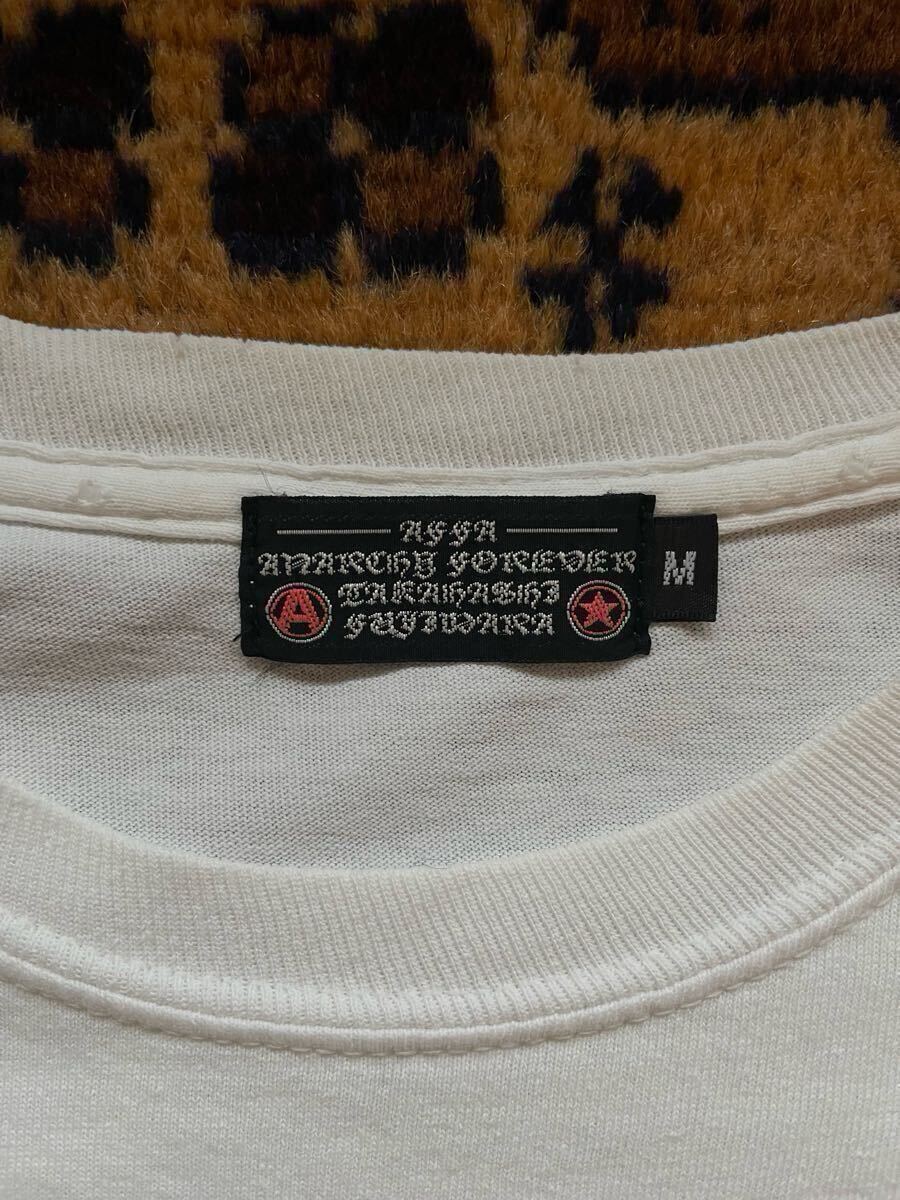 AFFA
ANARCHY FOREVER
TAKAHASHI
FUJIWARA
A
M